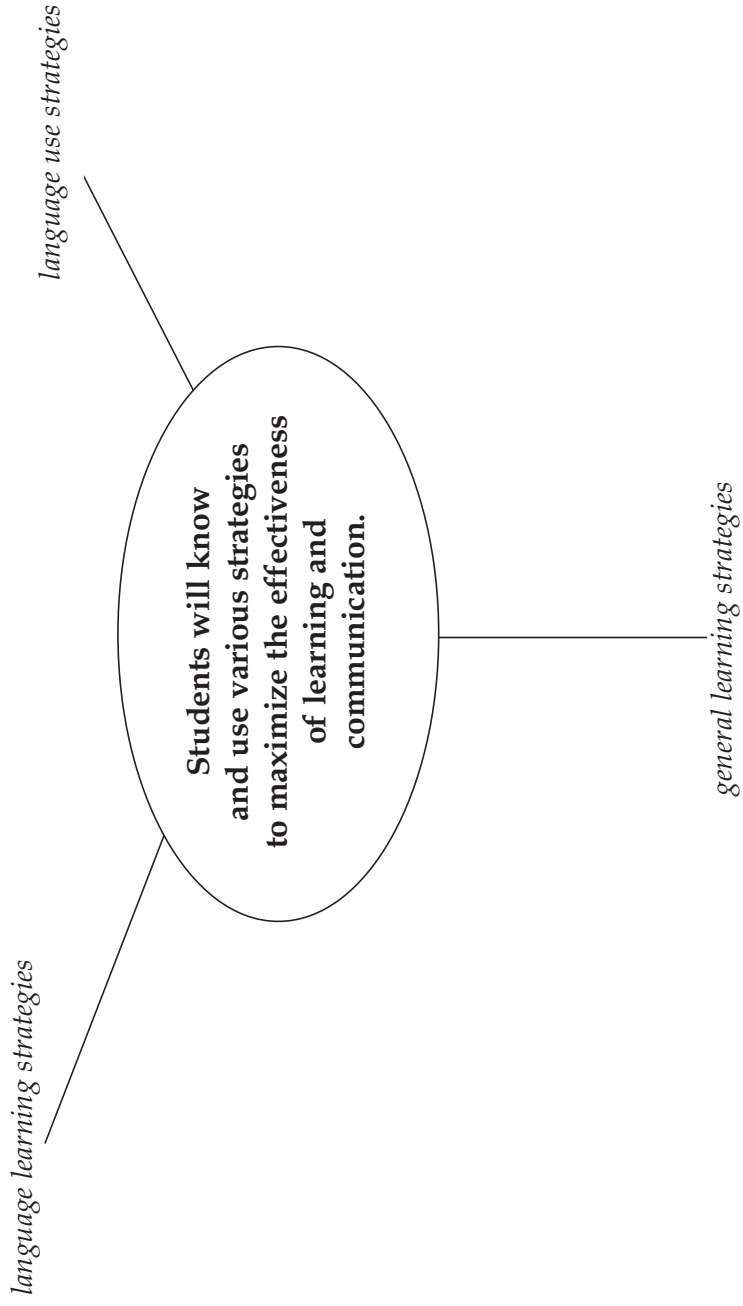 language learning strategies
language use strategies
Students will know
and use various strategies
to maximize the effectiveness
of learning and
communication.
general learning strategies